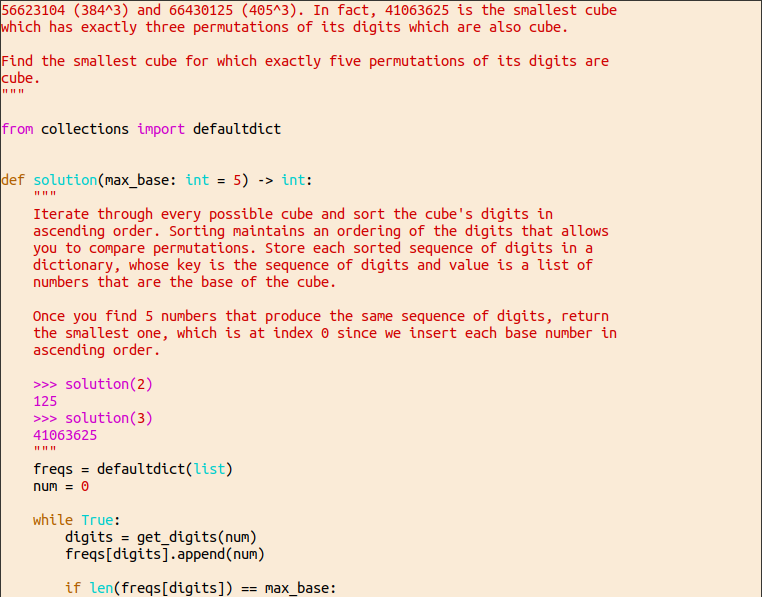 56623104 (384^3) and 66430125 (405^3). In fact, 41063625 is the smallest cube
which has exactly three permutations of its digits which are also cube.

Find the smallest cube for which exactly five permutations of its digits are
cube.
"""

from collections import defaultdict


def solution(max_base: int = 5) -> int:
    """
    Iterate through every possible cube and sort the cube's digits in
    ascending order. Sorting maintains an ordering of the digits that allows
    you to compare permutations. Store each sorted sequence of digits in a
    dictionary, whose key is the sequence of digits and value is a list of
    numbers that are the base of the cube.

    Once you find 5 numbers that produce the same sequence of digits, return
    the smallest one, which is at index 0 since we insert each base number in
    ascending order.

    >>> solution(2)
    125
    >>> solution(3)
    41063625
    """
    freqs = defaultdict(list)
    num = 0

    while True:
        digits = get_digits(num)
        freqs[digits].append(num)

        if len(freqs[digits]) == max_base: